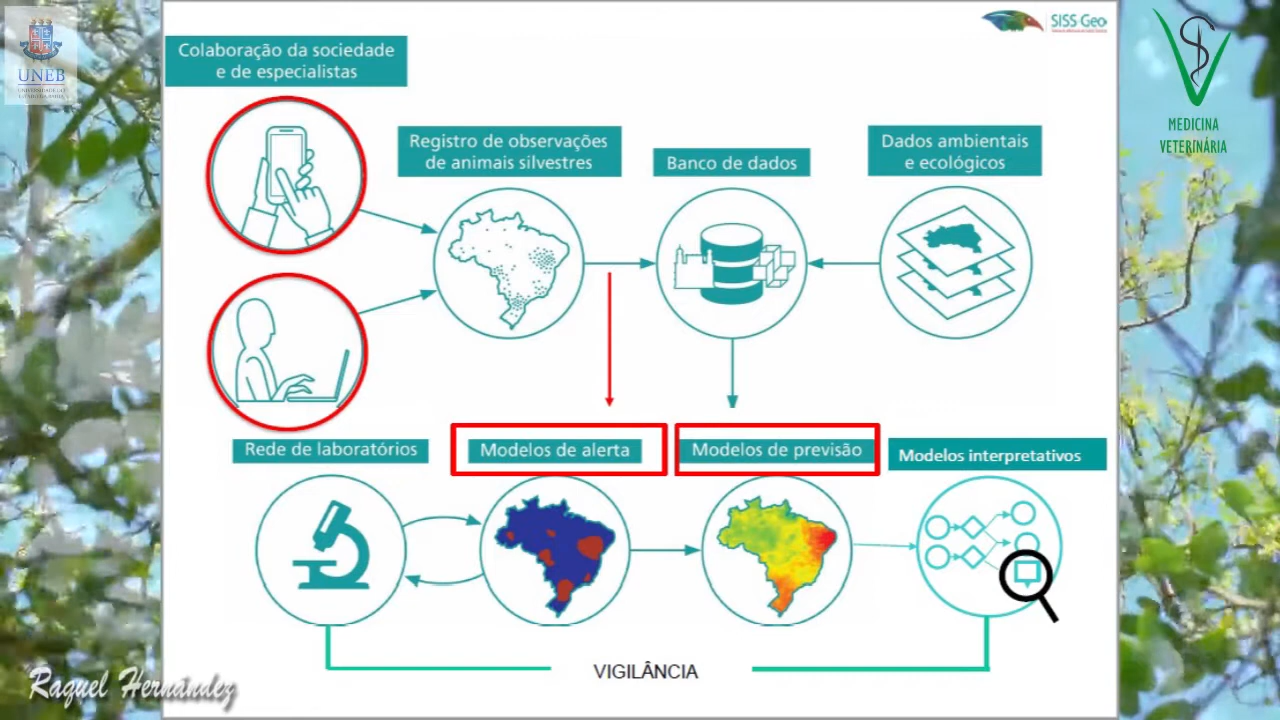 UNEB
SISS-Geo
MEDICINA
VETERINÁRIA
Colaboração da sociedade
e de especialistas
Registro de observações
de animais silvestres
Banco de dados
Dados ambientais
e ecológicos
Rede de laboratórios
Modelos de alerta
Modelos de previsão
Modelos interpretativos
VIGILÂNCIA
Raquel Hernández